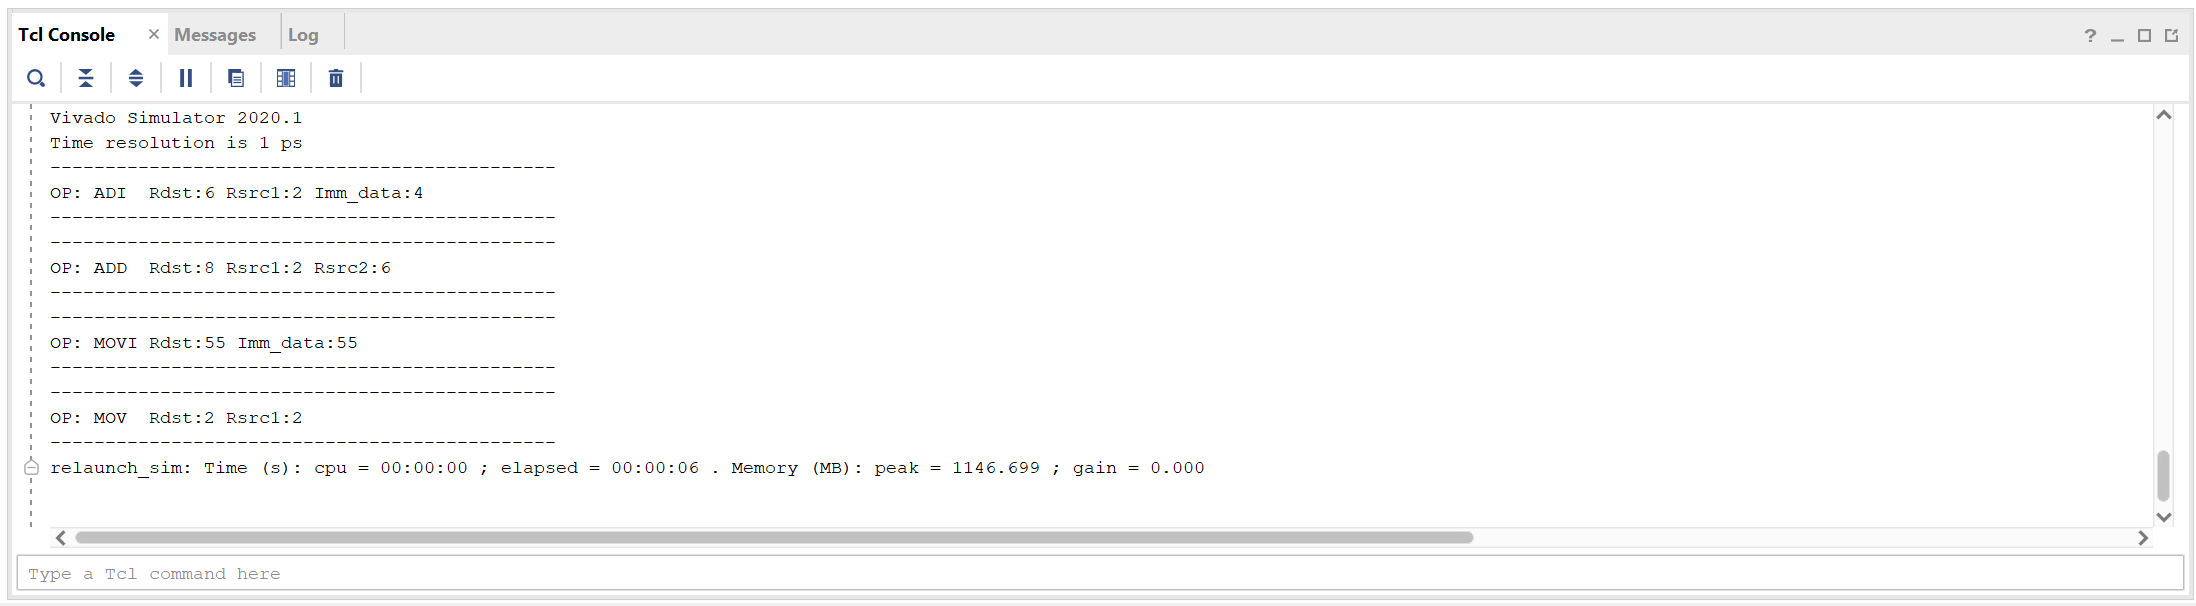 Tcl Console × Messages Log
?
Vivado Simulator 2020.1
Time resolution is 1 ps
----------------------------------------------
OP: ADI  Rdst:6 Rsrc1:2 Imm_data:4
----------------------------------------------
----------------------------------------------
OP: ADD  Rdst:8 Rsrc1:2 Rsrc2:6
----------------------------------------------
----------------------------------------------
OP: MOVI Rdst:55 Imm_data:55
----------------------------------------------
----------------------------------------------
OP: MOV  Rdst:2 Rsrc1:2
----------------------------------------------
relaunch_sim: Time (s): cpu = 00:00:00 ; elapsed = 00:00:06 . Memory (MB): peak = 1146.699 ; gain = 0.000
Type a Tcl command here